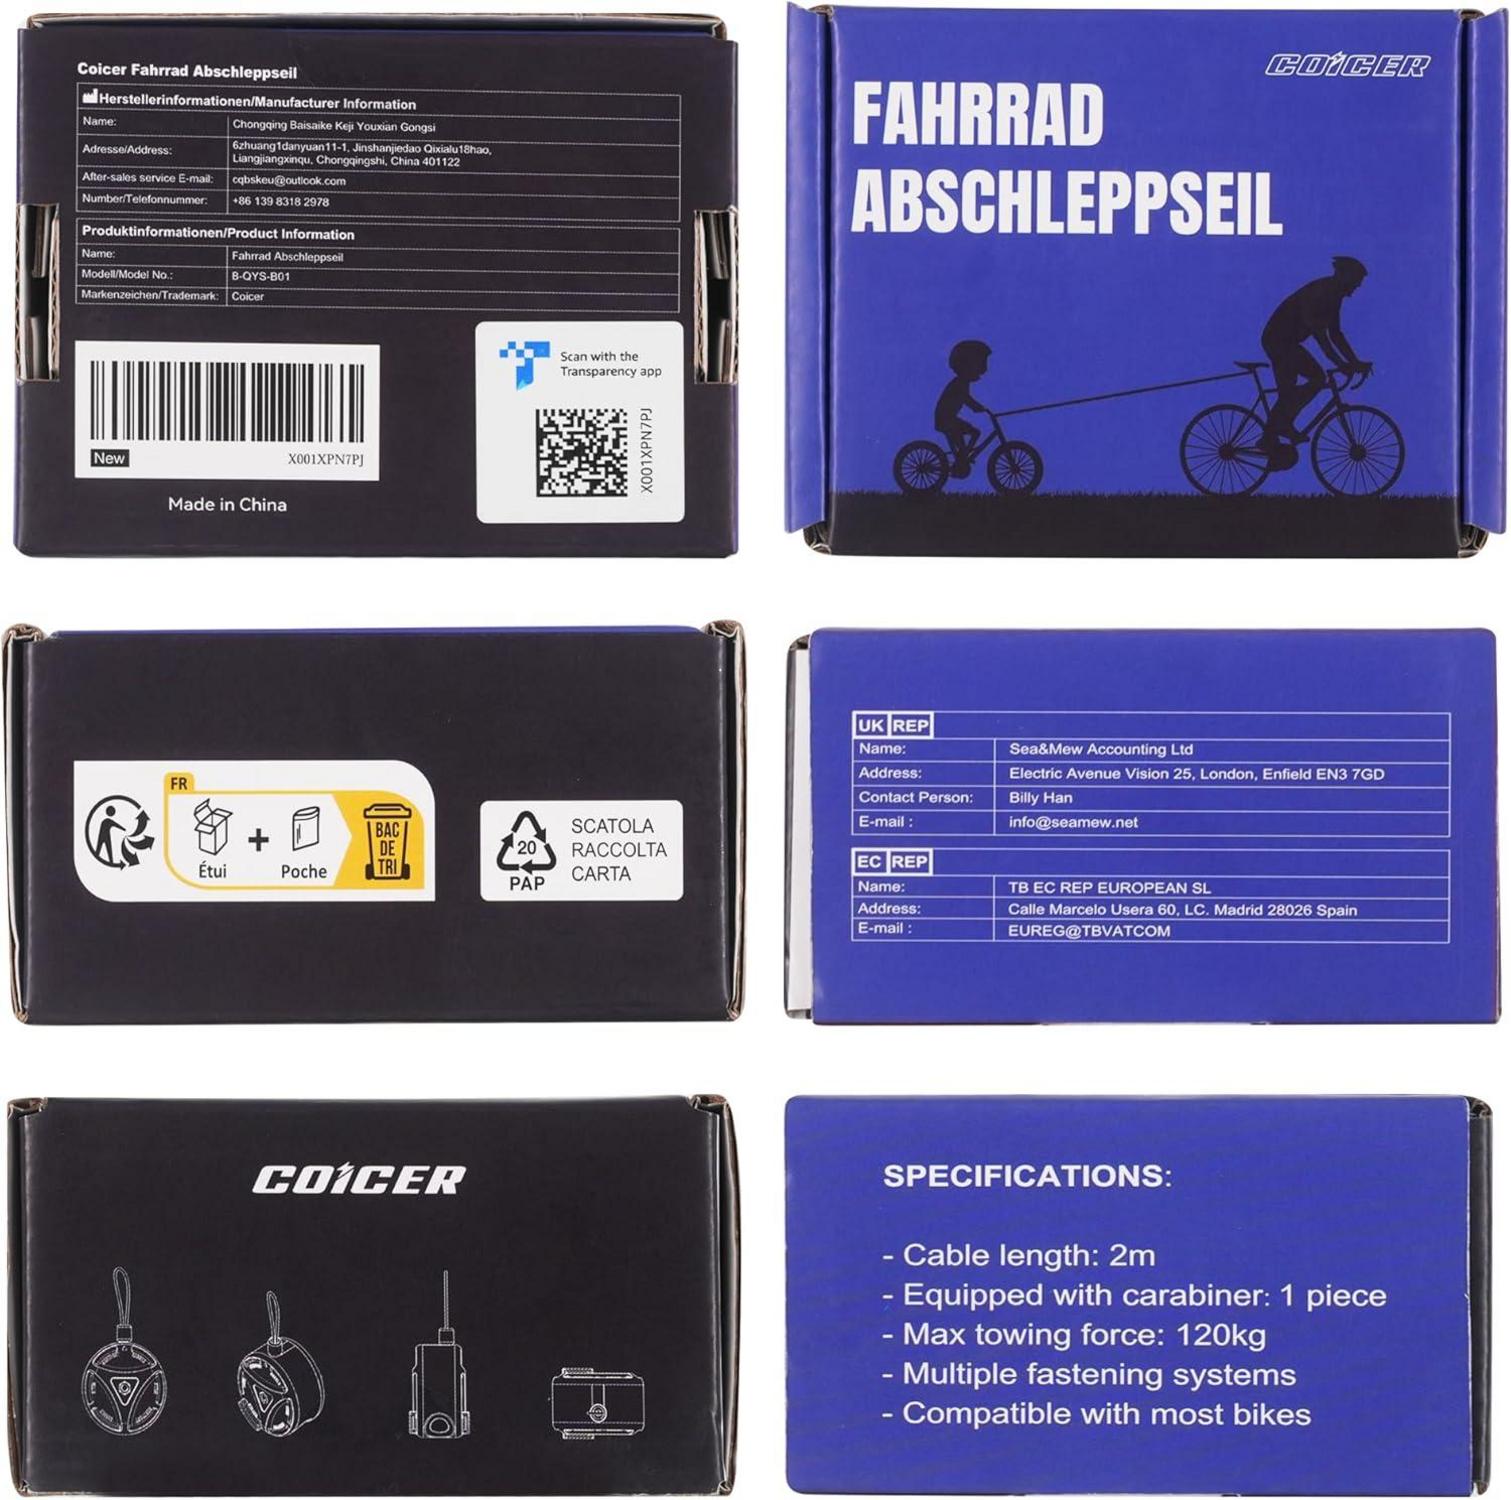 Coicer Fahrrad Abschleppseil
Herstellerinformationen/Manufacturer Information
Name: Chongqing Baisaike Keji Youxian Gongsi
Adresse/Address: 6zhuang1danyuan11-1, Jinshanjiedao Qixialu18hao,
Liangjiangxinqu, Chongqingshi, China 401122
After-sales service E-mail: cqbskeu@outlook.com
Number/Telefonnummer: +86 139 8318 2978
Produktinformationen/Product Information
Name: Fahrrad Abschleppseil
Modell/Model No.: B-QYS-B01
Markenzeichen/Trademark: Coicer
New X001XPN7PJ
Made in China
Scan with the
Transparency app
X001XPN7PJ
COICER
FAHRRAD
ABSCHLEPPSEIL
FR
Étui + Poche
BAC
DE
TRI
20
PAP
SCATOLA
RACCOLTA
CARTA
UK REP
Name: Sea&Mew Accounting Ltd
Address: Electric Avenue Vision 25, London, Enfield EN3 7GD
Contact Person: Billy Han
E-mail : info@seamew.net
EC REP
Name: TB EC REP EUROPEAN SL
Address: Calle Marcelo Usera 60, LC. Madrid 28026 Spain
E-mail : EUREG@TBVATCOM
COICER
SPECIFICATIONS:
- Cable length: 2m
- Equipped with carabiner: 1 piece
- Max towing force: 120kg
- Multiple fastening systems
- Compatible with most bikes